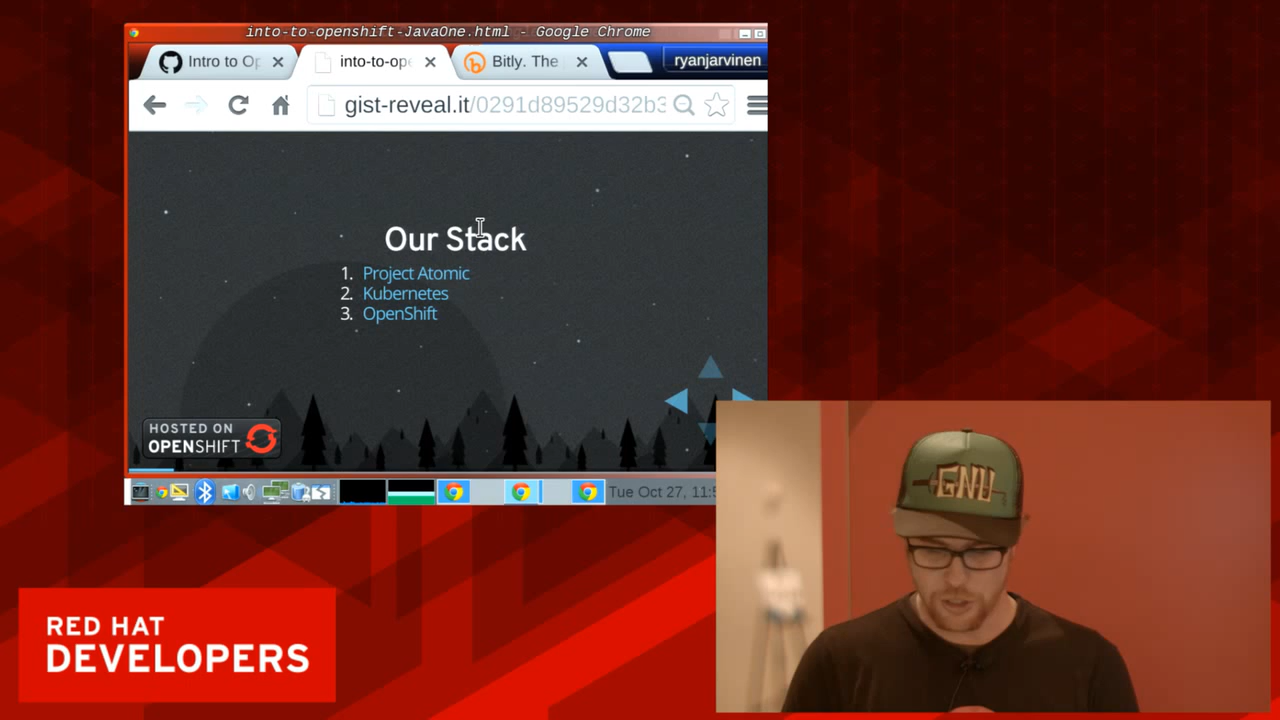 into-to-openshift-JavaOne.html - Google Chrome
Intro to Op
into-to-ope
Bitly. The
ryanjarvinen
gist-reveal.it/0291d89529d32b3
Our Stack
1. Project Atomic
2. Kubernetes
3. OpenShift
HOSTED ON
OPENSHIFT
Tue Oct 27, 11:5
GNU
RED HAT
DEVELOPERS